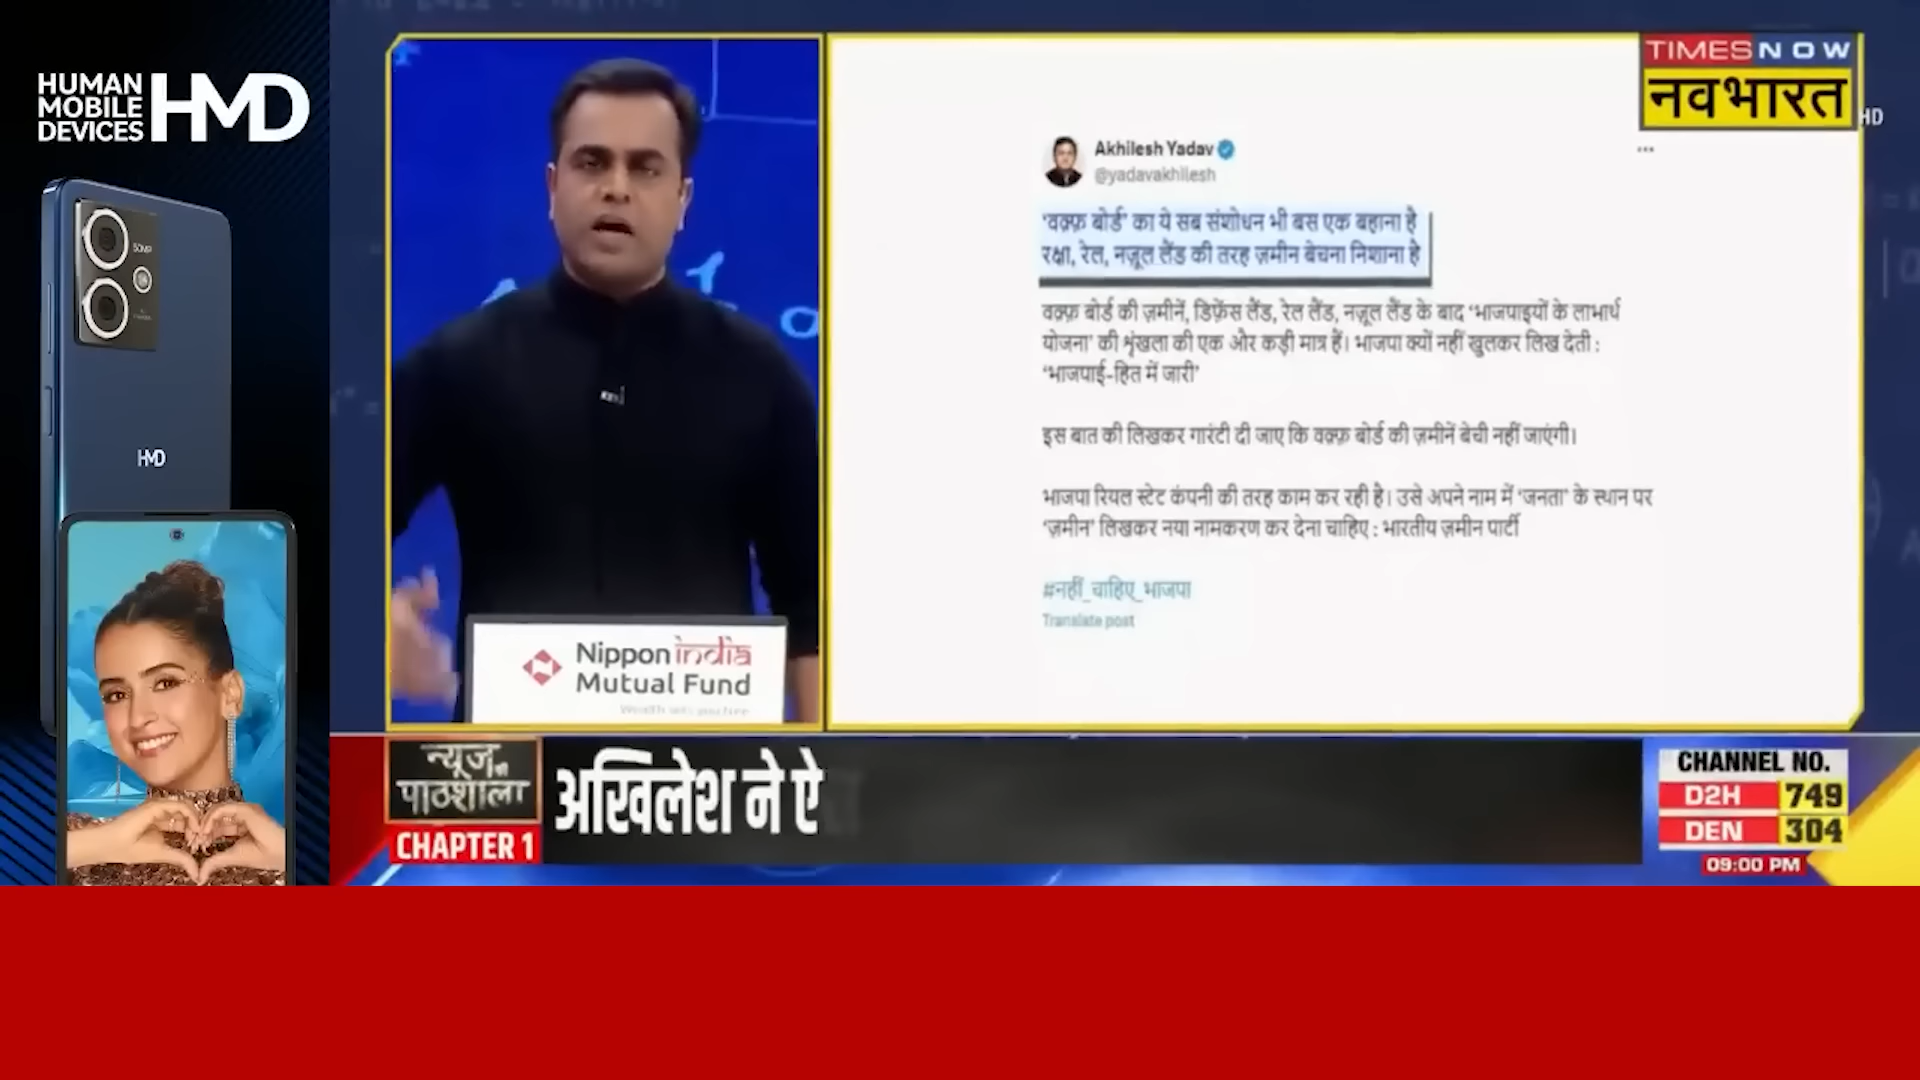 HUMAN
MOBILE
DEVICES
HMD
50MP
HMD
TIMES NOW
नवभारत
HD
Akhilesh Yadav
@yadavakhilesh
‘वक़्फ़ बोर्ड’ का ये सब संशोधन भी बस एक बहाना है
रक्षा, रेल, नज़ूल लैंड की तरह ज़मीन बेचना निशाना है
वक़्फ़ बोर्ड की ज़मीनें, डिफ़ेंस लैंड, रेल लैंड, नज़ूल लैंड के बाद ‘भाजपाइयों के लाभार्थ
योजना’ की शृंखला की एक और कड़ी मात्र हैं। भाजपा क्यों नहीं खुलकर लिख देती :
‘भाजपाई-हित में जारी’
इस बात की लिखकर गारंटी दी जाए कि वक़्फ़ बोर्ड की ज़मीनें बेची नहीं जाएंगी।
भाजपा रियल स्टेट कंपनी की तरह काम कर रही है। उसे अपने नाम में ‘जनता’ के स्थान पर
‘ज़मीन’ लिखकर नया नामकरण कर देना चाहिए : भारतीय ज़मीन पार्टी
#नहीं_चाहिए_भाजपा
Translate post
Nippon india
Mutual Fund
न्यूज़ की
पाठशाला
CHAPTER 1
अखिलेश ने ऐ
CHANNEL NO.
D2H 749
DEN 304
09:00 PM